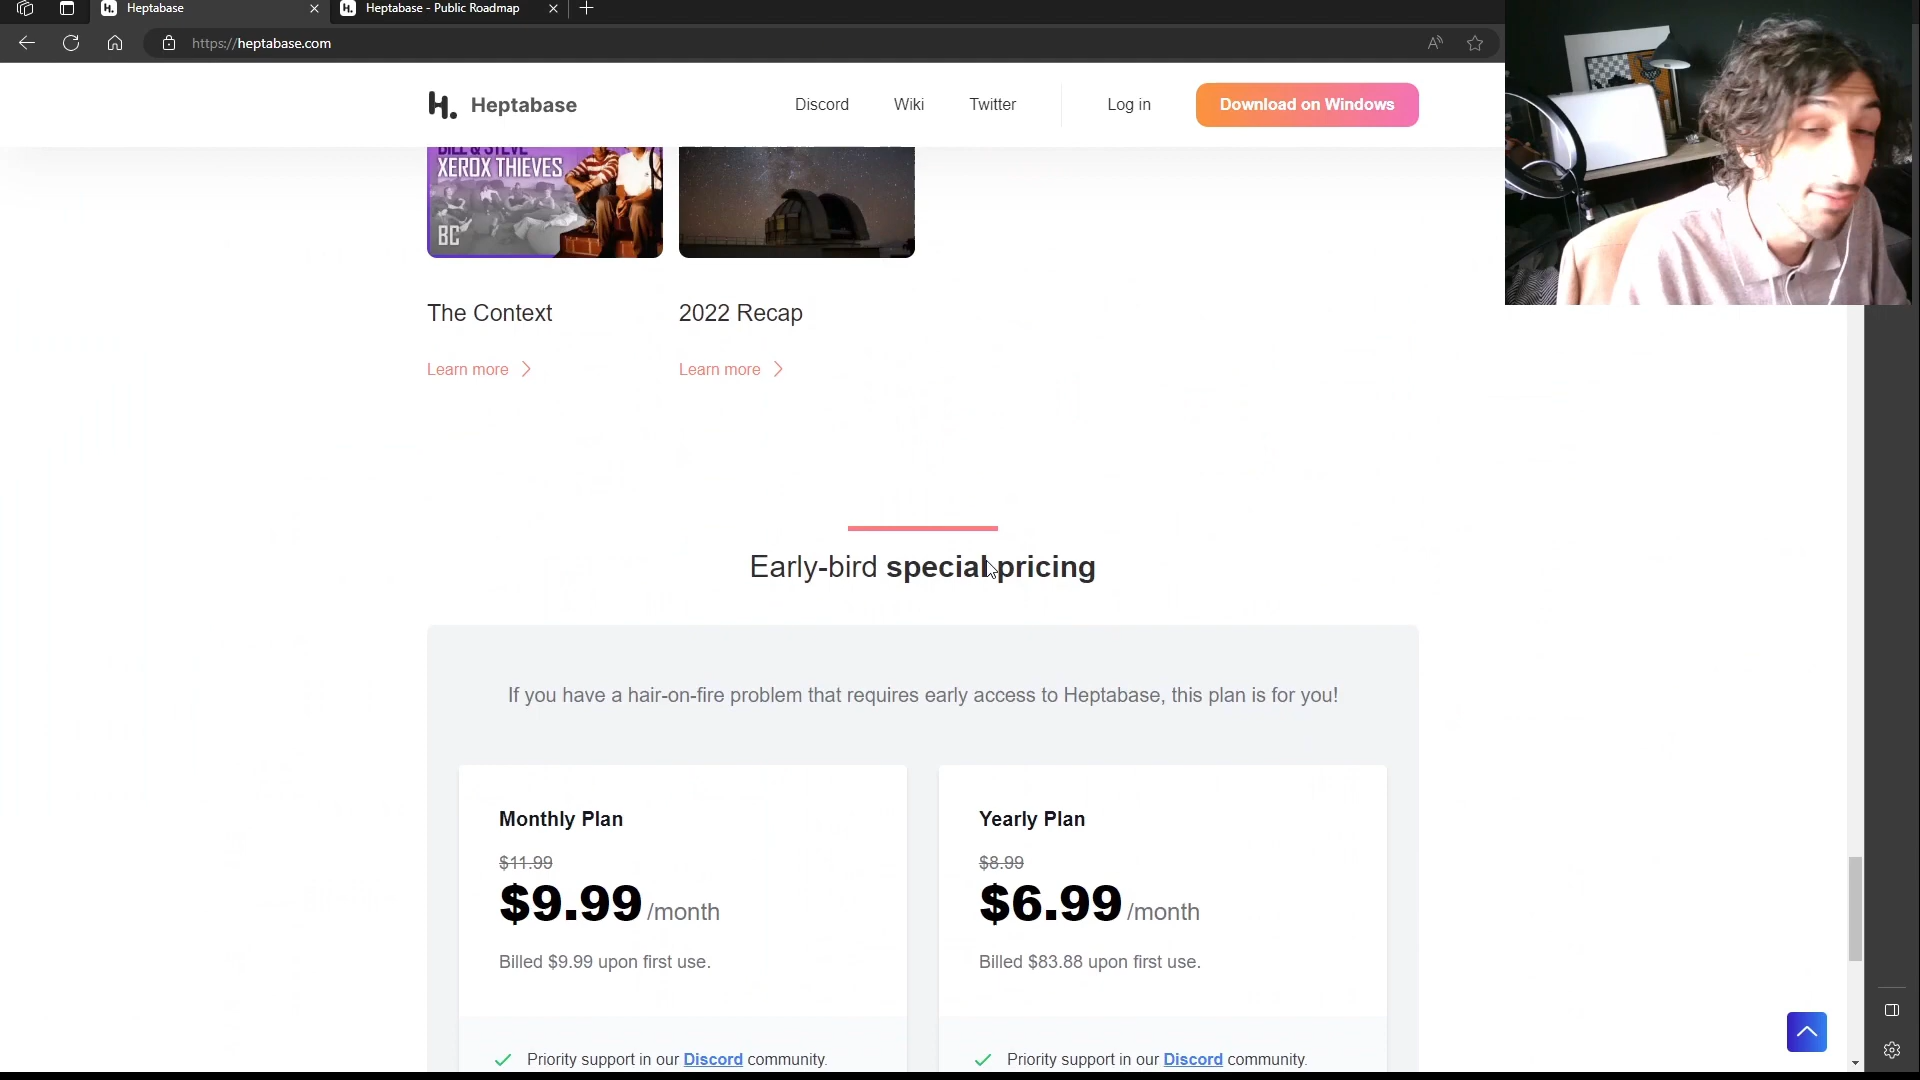 Heptabase
Heptabase - Public Roadmap
https://heptabase.com
H. Heptabase
Discord
Wiki
Twitter
Log in
Download on Windows
BILL & STEVE
XEROX THIEVES
BC
The Context
2022 Recap
Learn more
Learn more
Early-bird special pricing
If you have a hair-on-fire problem that requires early access to Heptabase, this plan is for you!
Monthly Plan
$11.99
$9.99 /month
Billed $9.99 upon first use.
Priority support in our Discord community.
Yearly Plan
$8.99
$6.99 /month
Billed $83.88 upon first use.
Priority support in our Discord community.